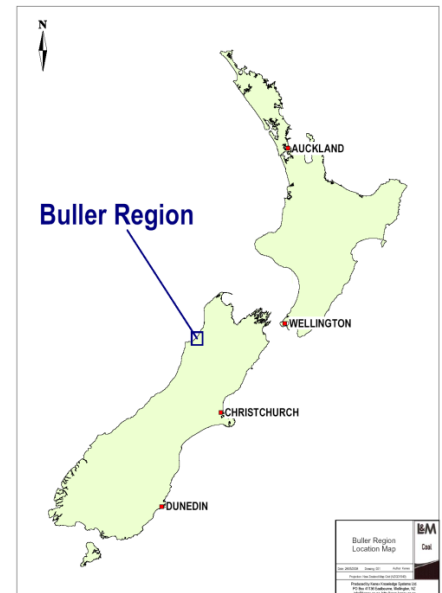 N
AUCKLAND
Buller Region
WELLINGTON
CHRISTCHURCH
DUNEDIN
Buller Region
Location Map
L&M
Coal